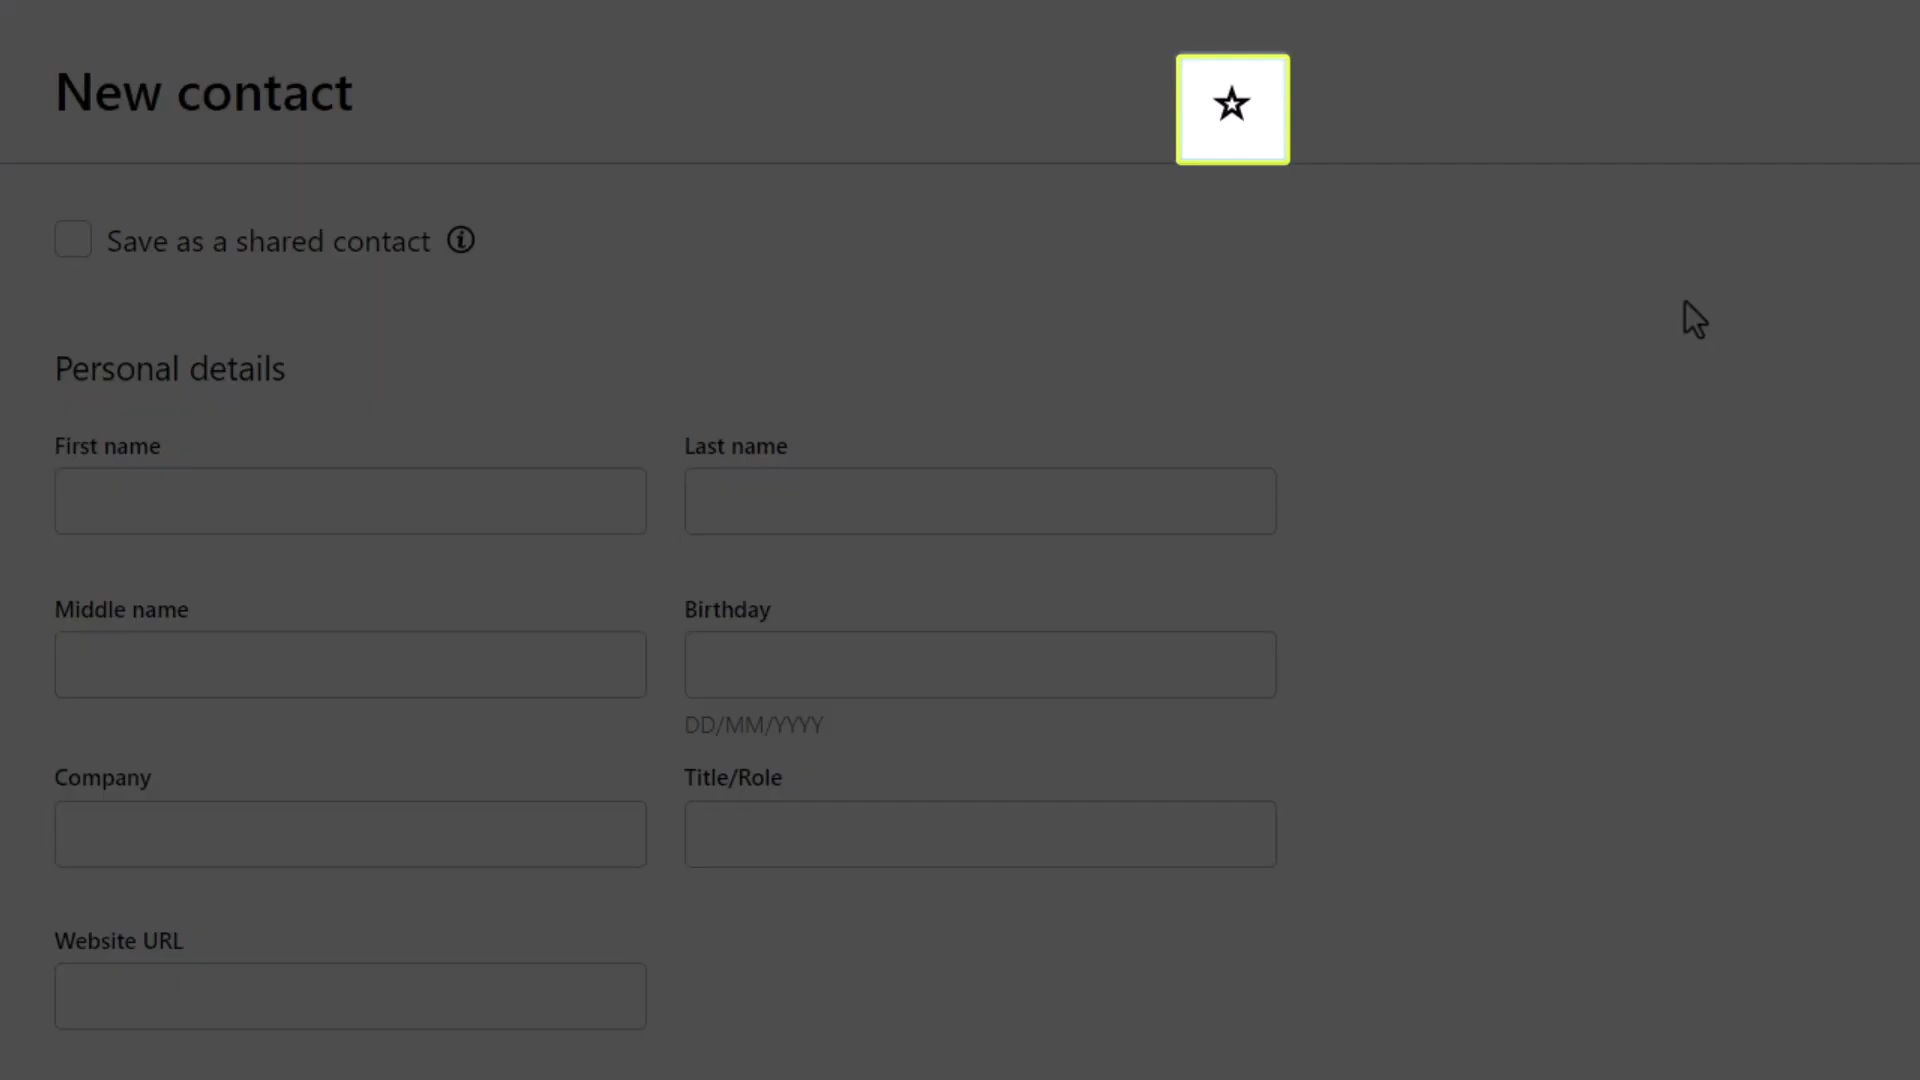 New contact
Save as a shared contact
Personal details
First name
Last name
Middle name
Birthday
DD/MM/YYYY
Company
Title/Role
Website URL